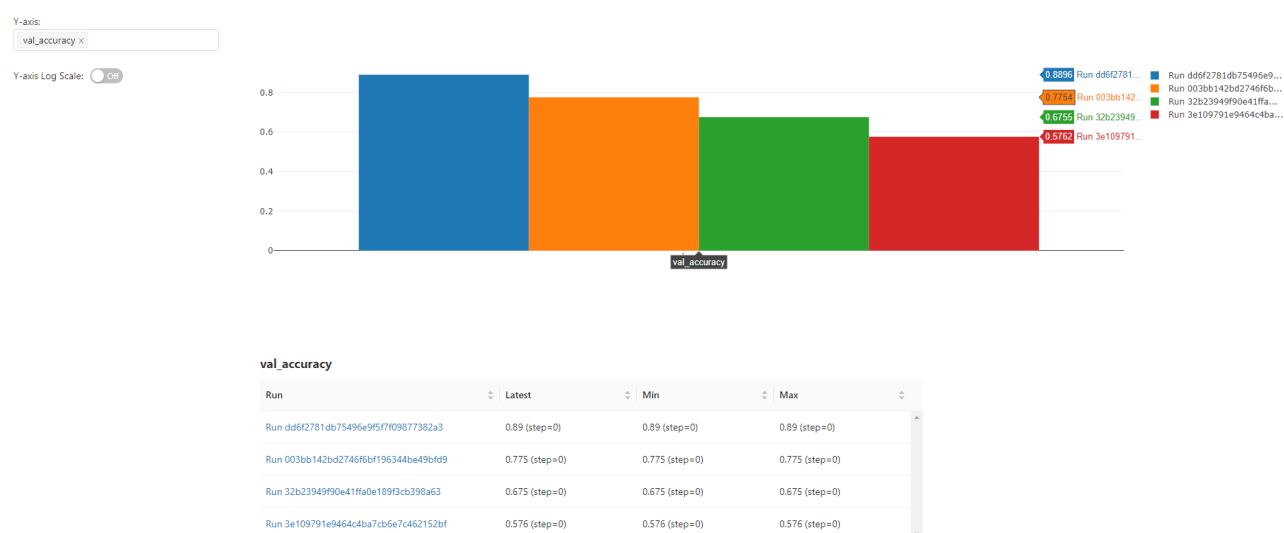 Y-axis:
val_accuracy ×
Y-axis Log Scale: Off
0.8
0.6
0.4
0.2
0
val_accuracy
0.8896 Run dd6f2781...
0.7754 Run 003bb142...
0.6755 Run 32b23949...
0.5762 Run 3e109791...
Run dd6f2781db75496e9...
Run 003bb142bd2746f6b...
Run 32b23949f90e41ffa...
Run 3e109791e9464c4ba...
val_accuracy
Run Latest Min Max
Run dd6f2781db75496e9f5f7f09877382a3 0.89 (step=0) 0.89 (step=0) 0.89 (step=0)
Run 003bb142bd2746f6bf196344be49bfd9 0.775 (step=0) 0.775 (step=0) 0.775 (step=0)
Run 32b23949f90e41ffa0e189f3cb398a63 0.675 (step=0) 0.675 (step=0) 0.675 (step=0)
Run 3e109791e9464c4ba7cb6e7c462152bf 0.576 (step=0) 0.576 (step=0) 0.576 (step=0)